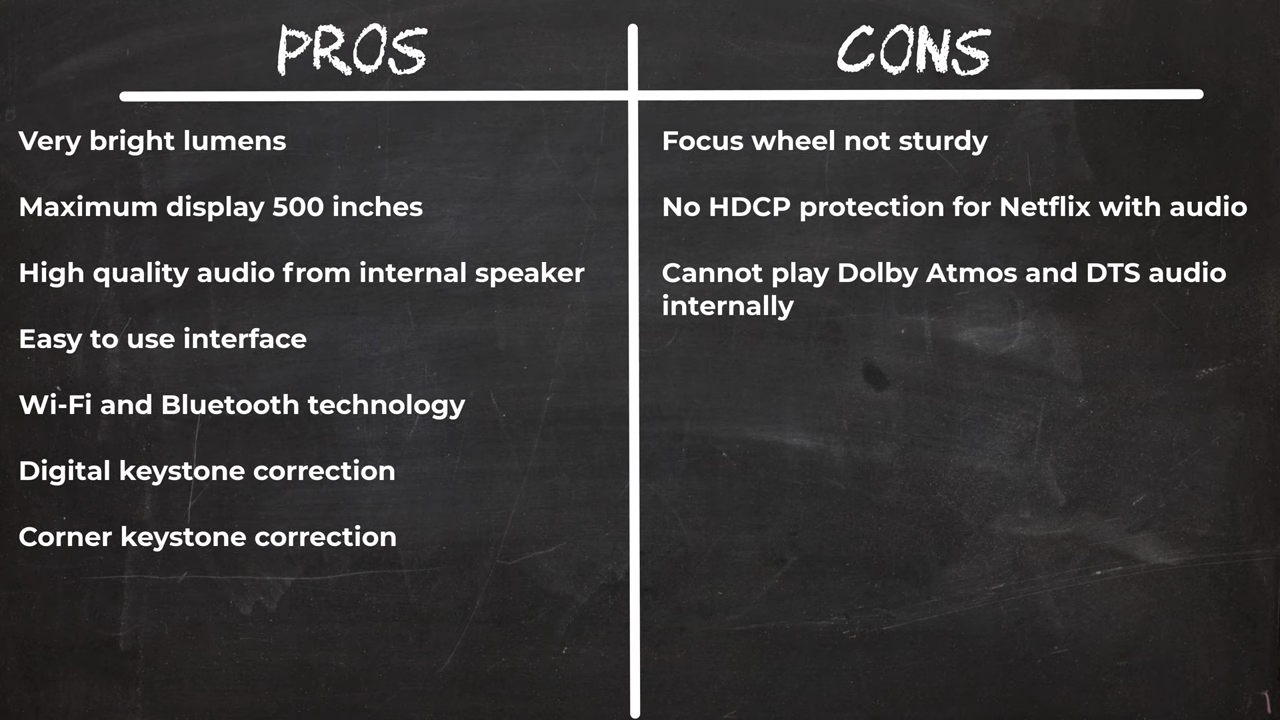 PROS
Very bright lumens
Maximum display 500 inches
High quality audio from internal speaker
Easy to use interface
Wi-Fi and Bluetooth technology
Digital keystone correction
Corner keystone correction
CONS
Focus wheel not sturdy
No HDCP protection for Netflix with audio
Cannot play Dolby Atmos and DTS audio
internally